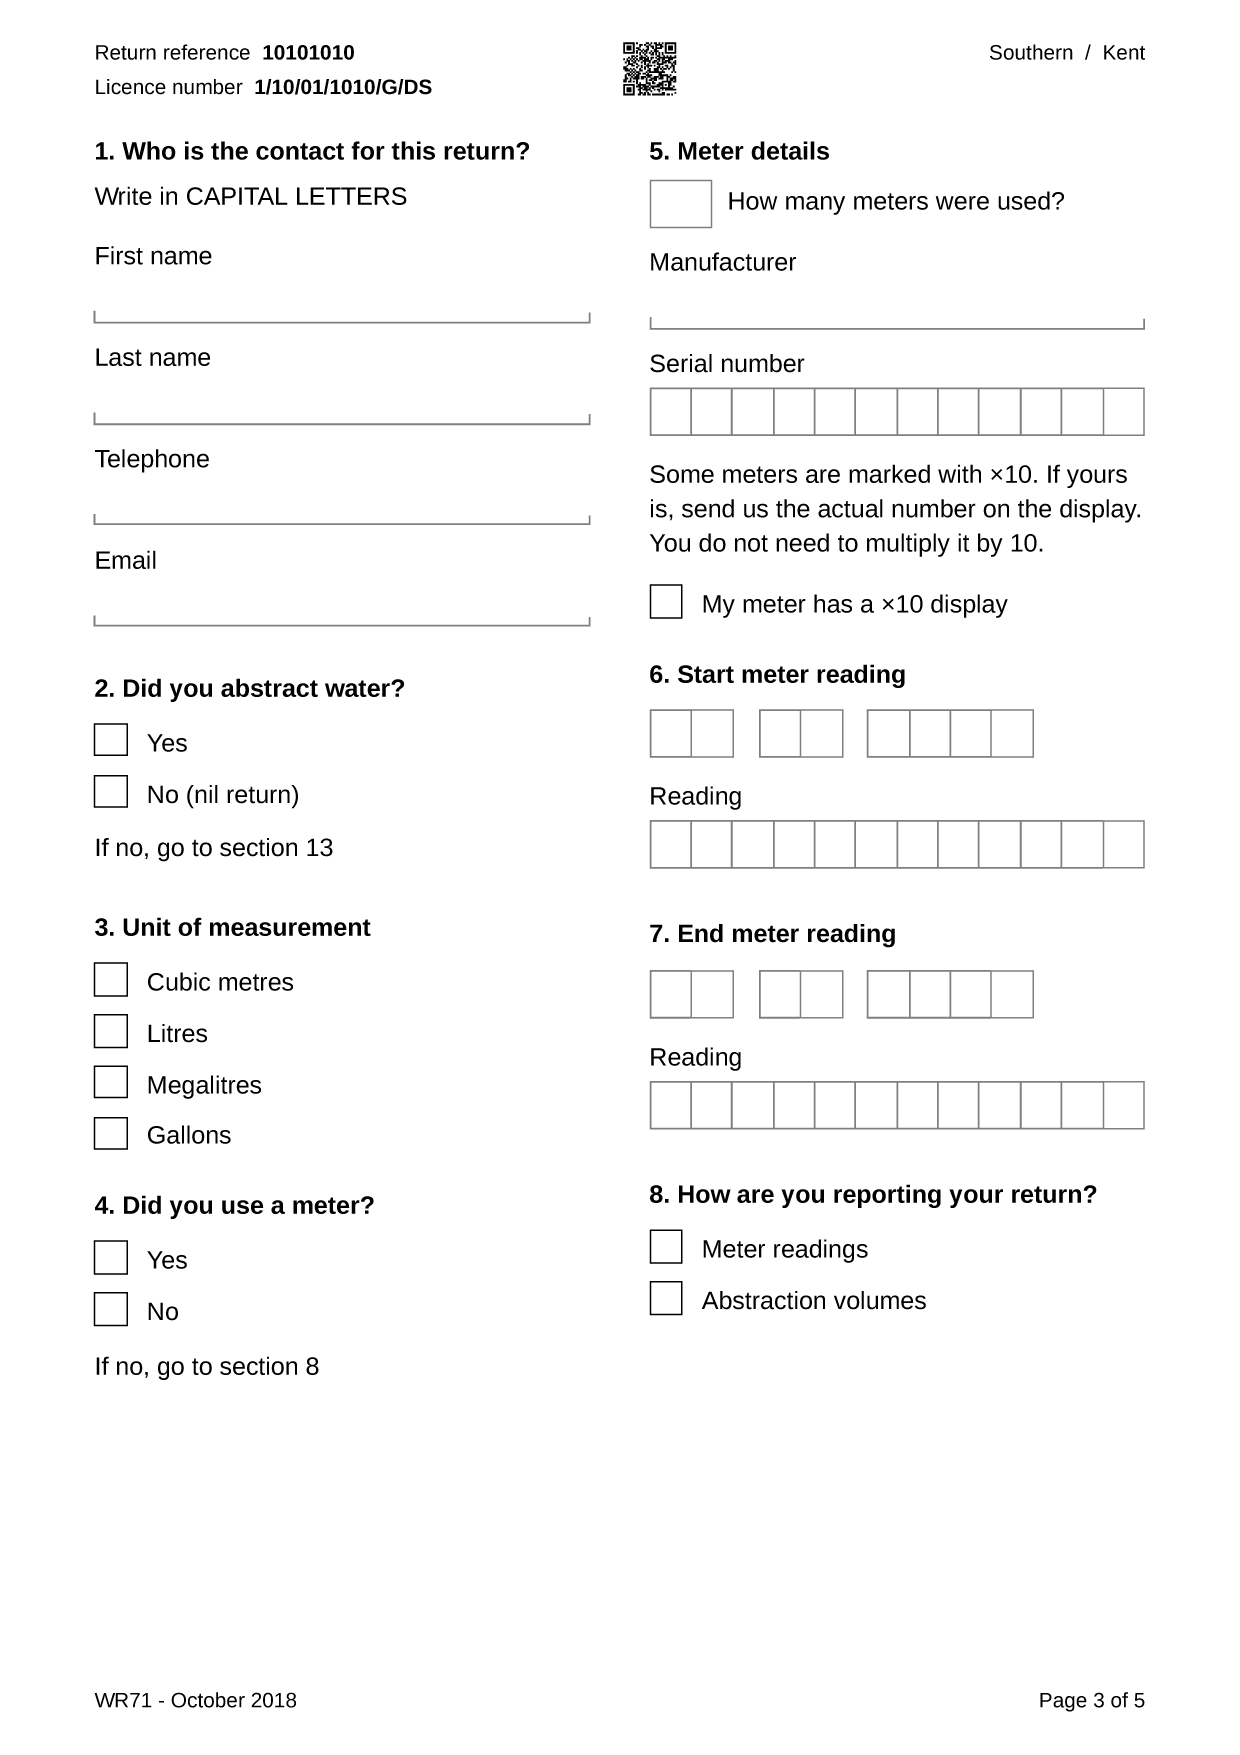 Return reference 10101010
Licence number 1/10/01/1010/G/DS
Southern / Kent
1. Who is the contact for this return?
Write in CAPITAL LETTERS
First name
Last name
Telephone
Email
2. Did you abstract water?
Yes
No (nil return)
If no, go to section 13
3. Unit of measurement
Cubic metres
Litres
Megalitres
Gallons
4. Did you use a meter?
Yes
No
If no, go to section 8
5. Meter details
How many meters were used?
Manufacturer
Serial number
Some meters are marked with ×10. If yours
is, send us the actual number on the display.
You do not need to multiply it by 10.
My meter has a ×10 display
6. Start meter reading
Reading
7. End meter reading
Reading
8. How are you reporting your return?
Meter readings
Abstraction volumes
WR71 - October 2018
Page 3 of 5